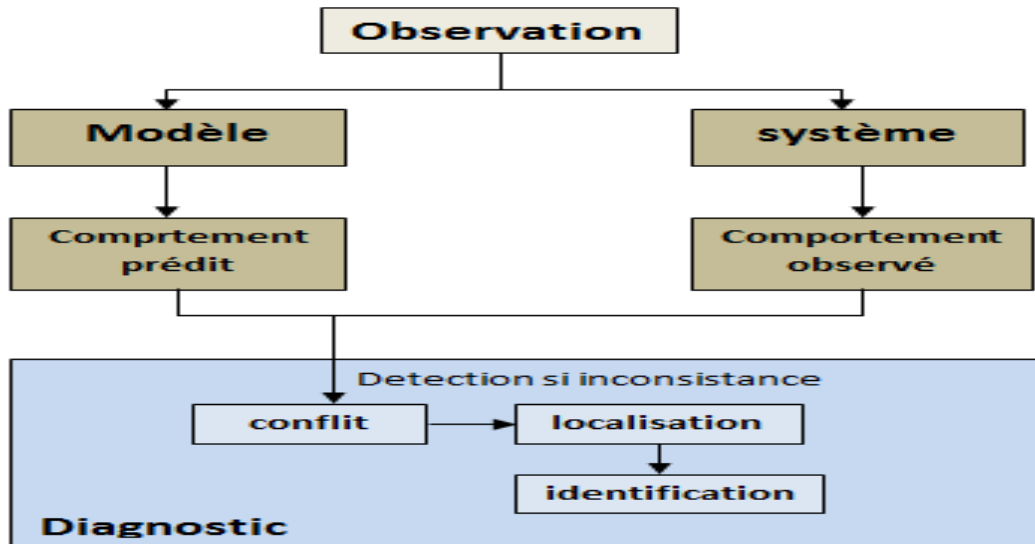 Observation
Modèle
système
Comprtement
prédit
Comportement
observé
Detection si inconsistance
conflit
localisation
identification
Diagnostic